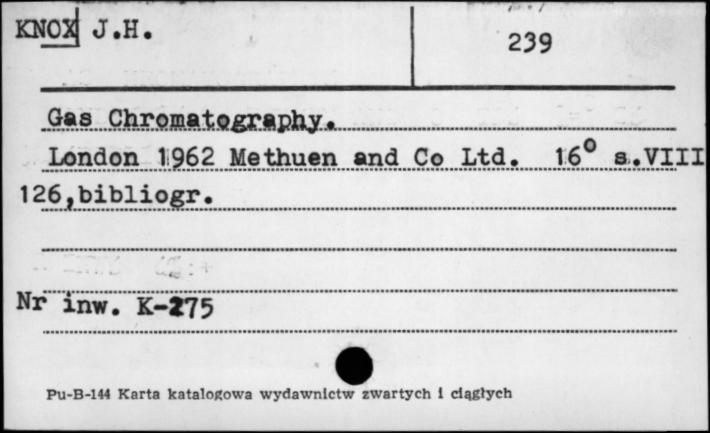 KNOX J.H.
239
Gas Chromatography.
London 1962 Methuen and Co Ltd. 16° s.VIII
126,bibliogr.
Nr inw. K-275
Pu-B-144 Karta katalogowa wydawnictw zwartych i ciągłych